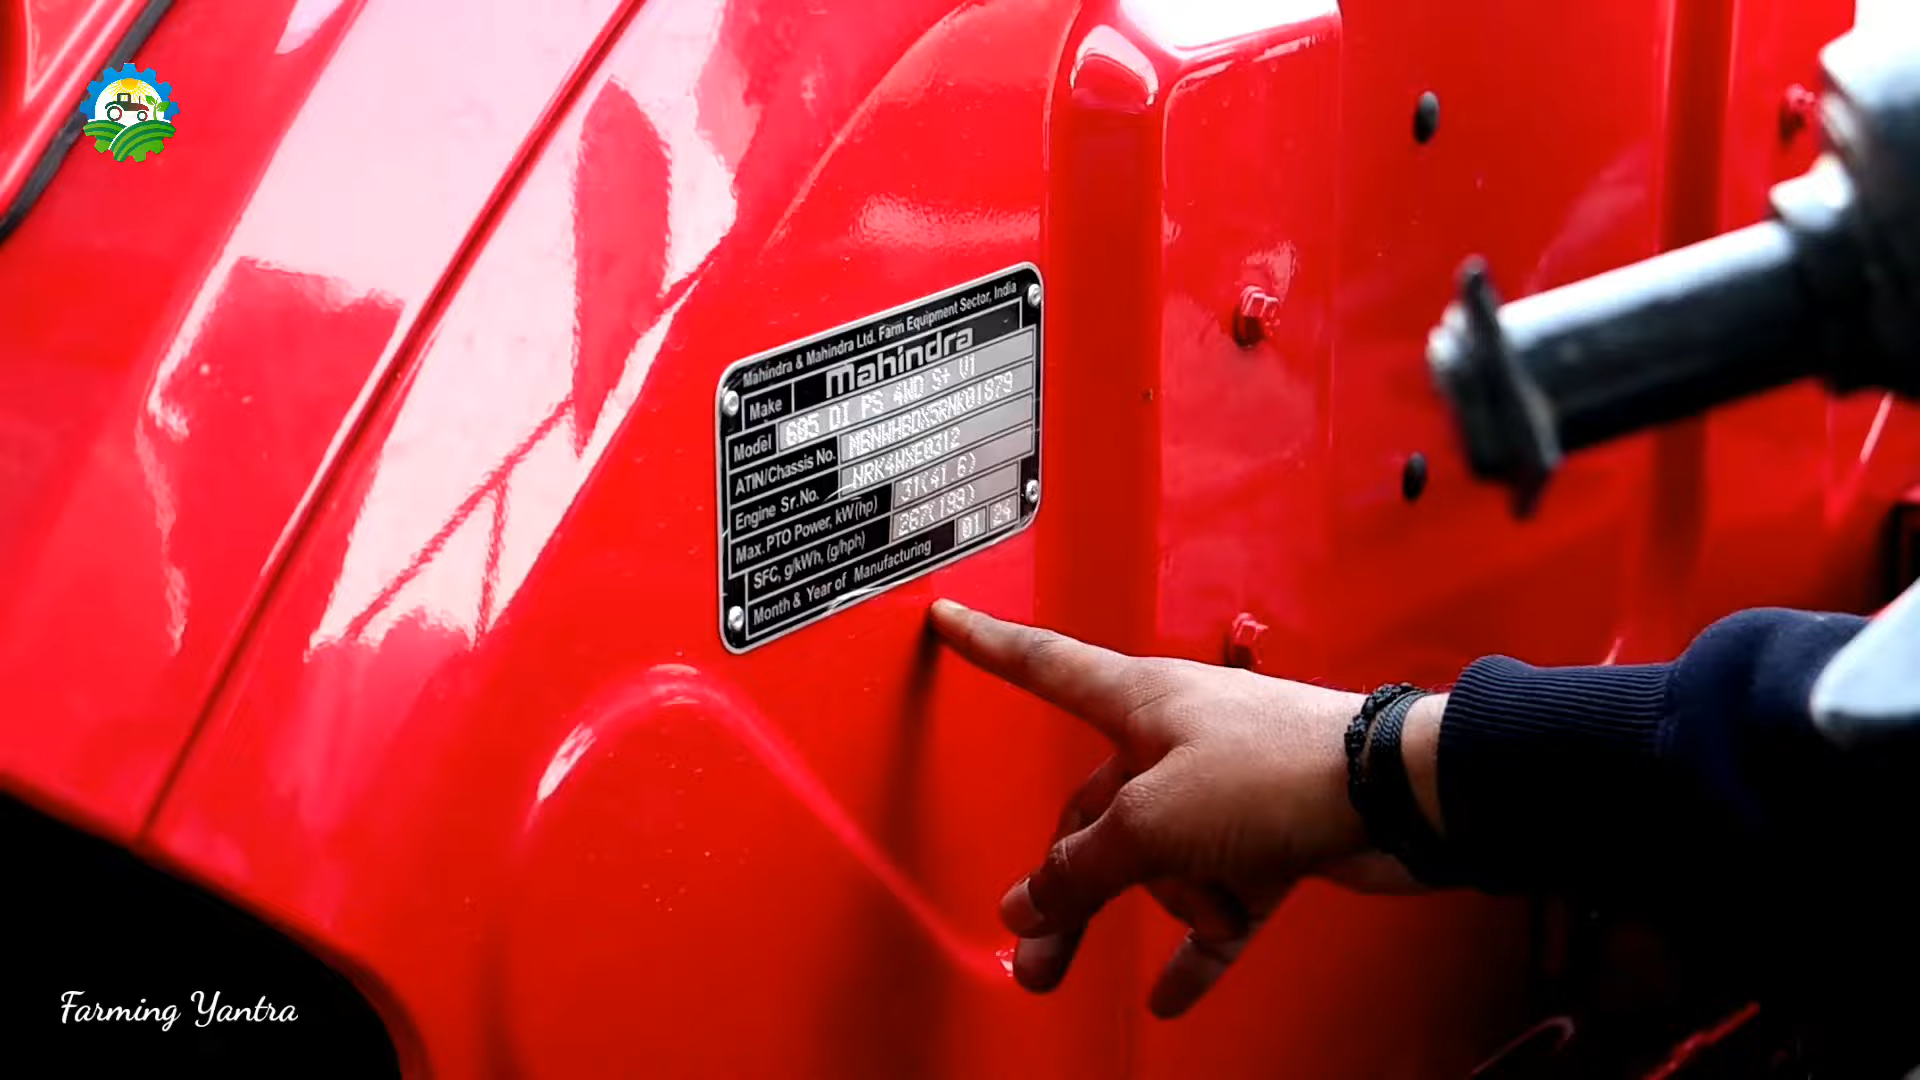 Mahindra & Mahindra Ltd. Farm Equipment Sector, India
Make Mahindra
Model 605 DI PS 4WD S+ V1
ATIN/Chassis No.
Engine Sr.No. NRK4WXE0312
Max.PTO Power, kW(hp) 31(41.6)
SFC, g/kWh, (g/hph) 267(199)
Month & Year of Manufacturing 01 24
Farming Yantra